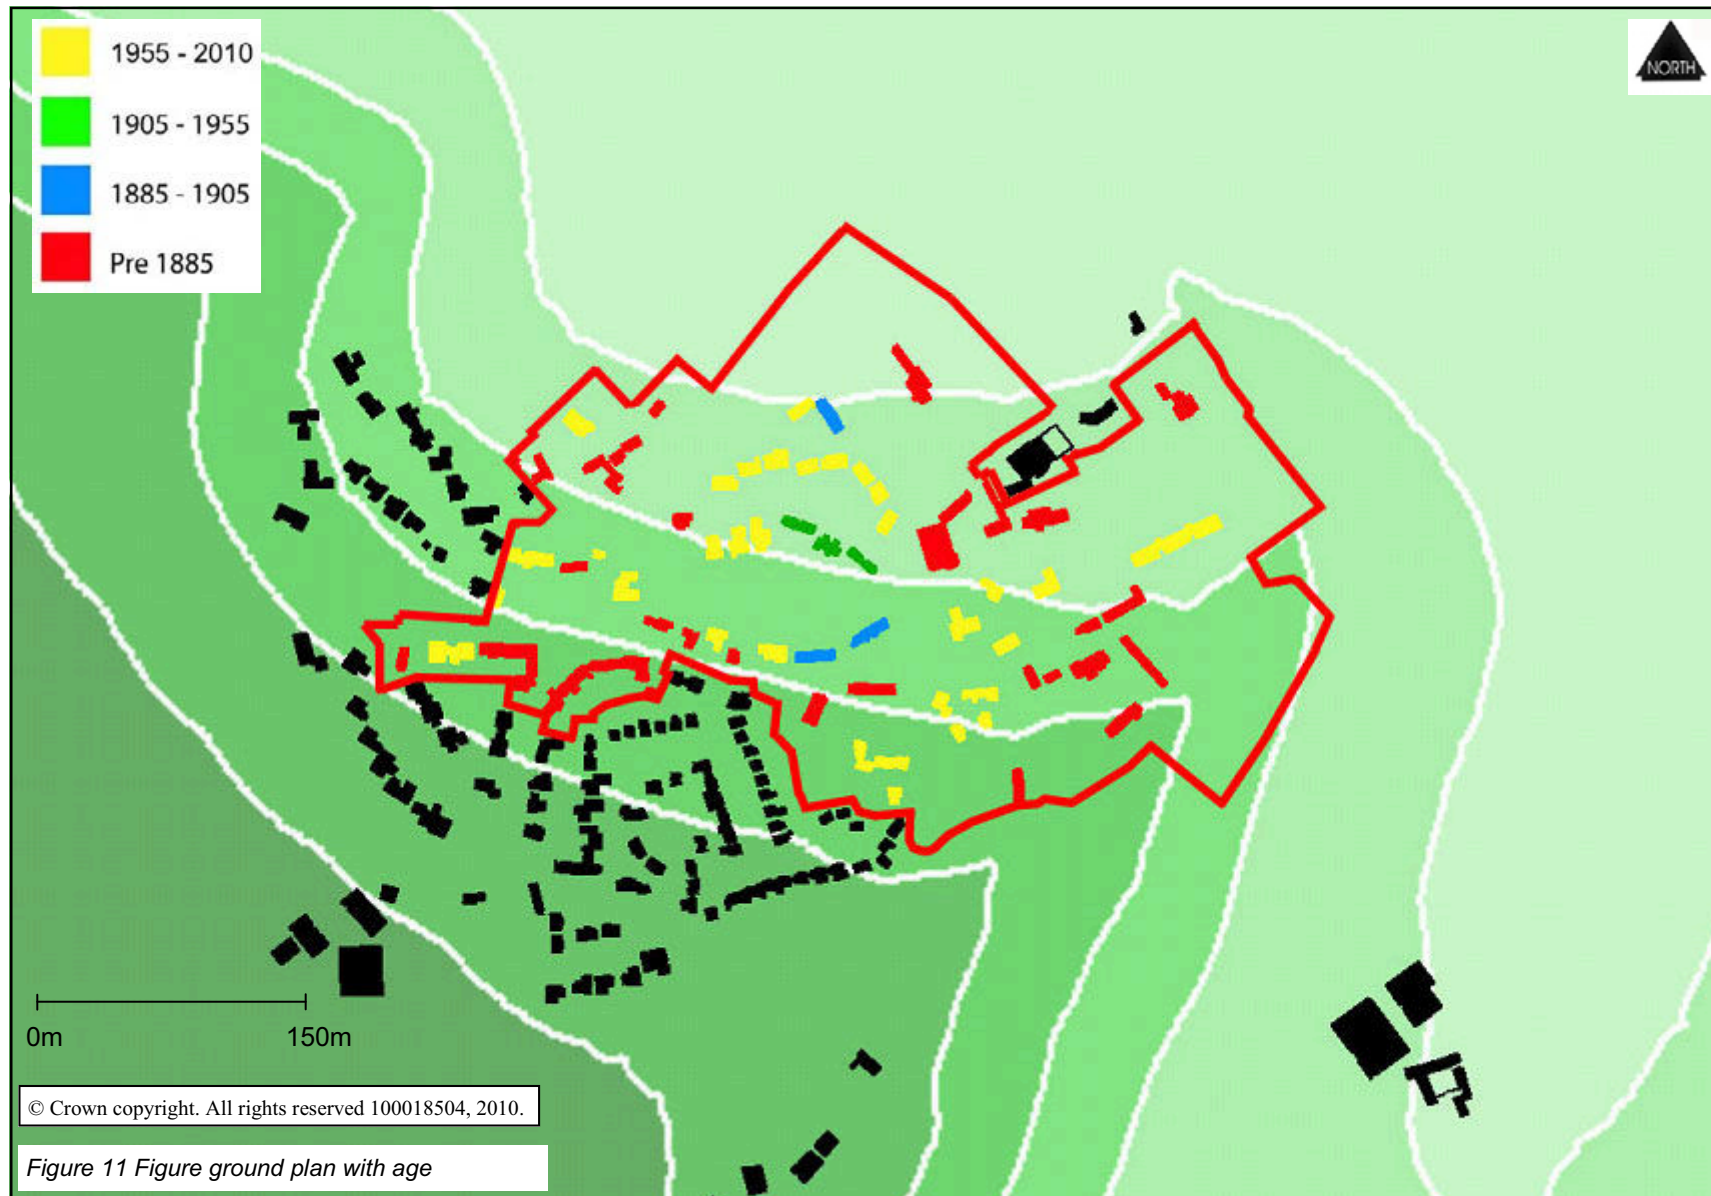 1955 - 2010
1905 - 1955
1885 - 1905
Pre 1885
NORTH
0m 150m
© Crown copyright. All rights reserved 100018504, 2010.
Figure 11 Figure ground plan with age